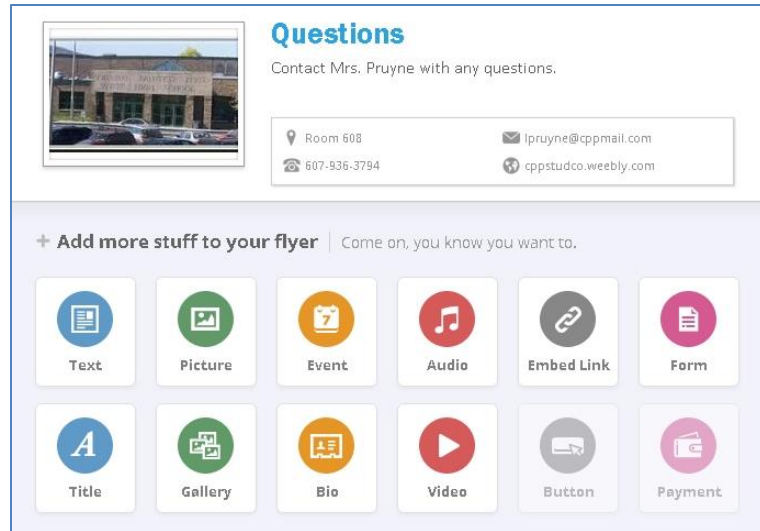 Questions
Contact Mrs. Pruyne with any questions.
Room 608
lpruyne@cppmail.com
607-936-3794
cppstudco.weebly.com
+ Add more stuff to your flyer | Come on, you know you want to.
7
Text
Picture
Event
Audio
Embed Link
Form
A
Title
Gallery
Bio
Video
Button
Payment